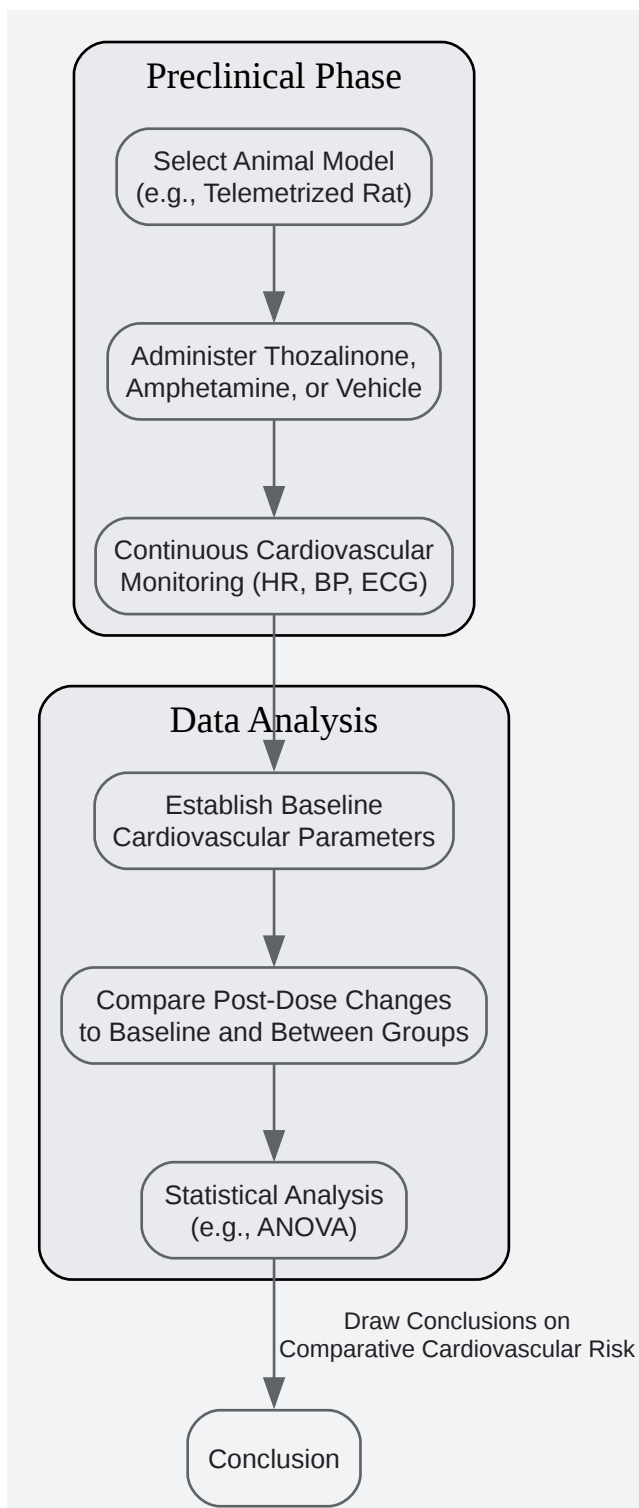 Preclinical Phase
Select Animal Model
(e.g., Telemetrized Rat)
Administer Thozalinone,
Amphetamine, or Vehicle
Continuous Cardiovascular
Monitoring (HR, BP, ECG)
Data Analysis
Establish Baseline
Cardiovascular Parameters
Compare Post-Dose Changes
to Baseline and Between Groups
Statistical Analysis
(e.g., ANOVA)
Draw Conclusions on
Comparative Cardiovascular Risk
Conclusion